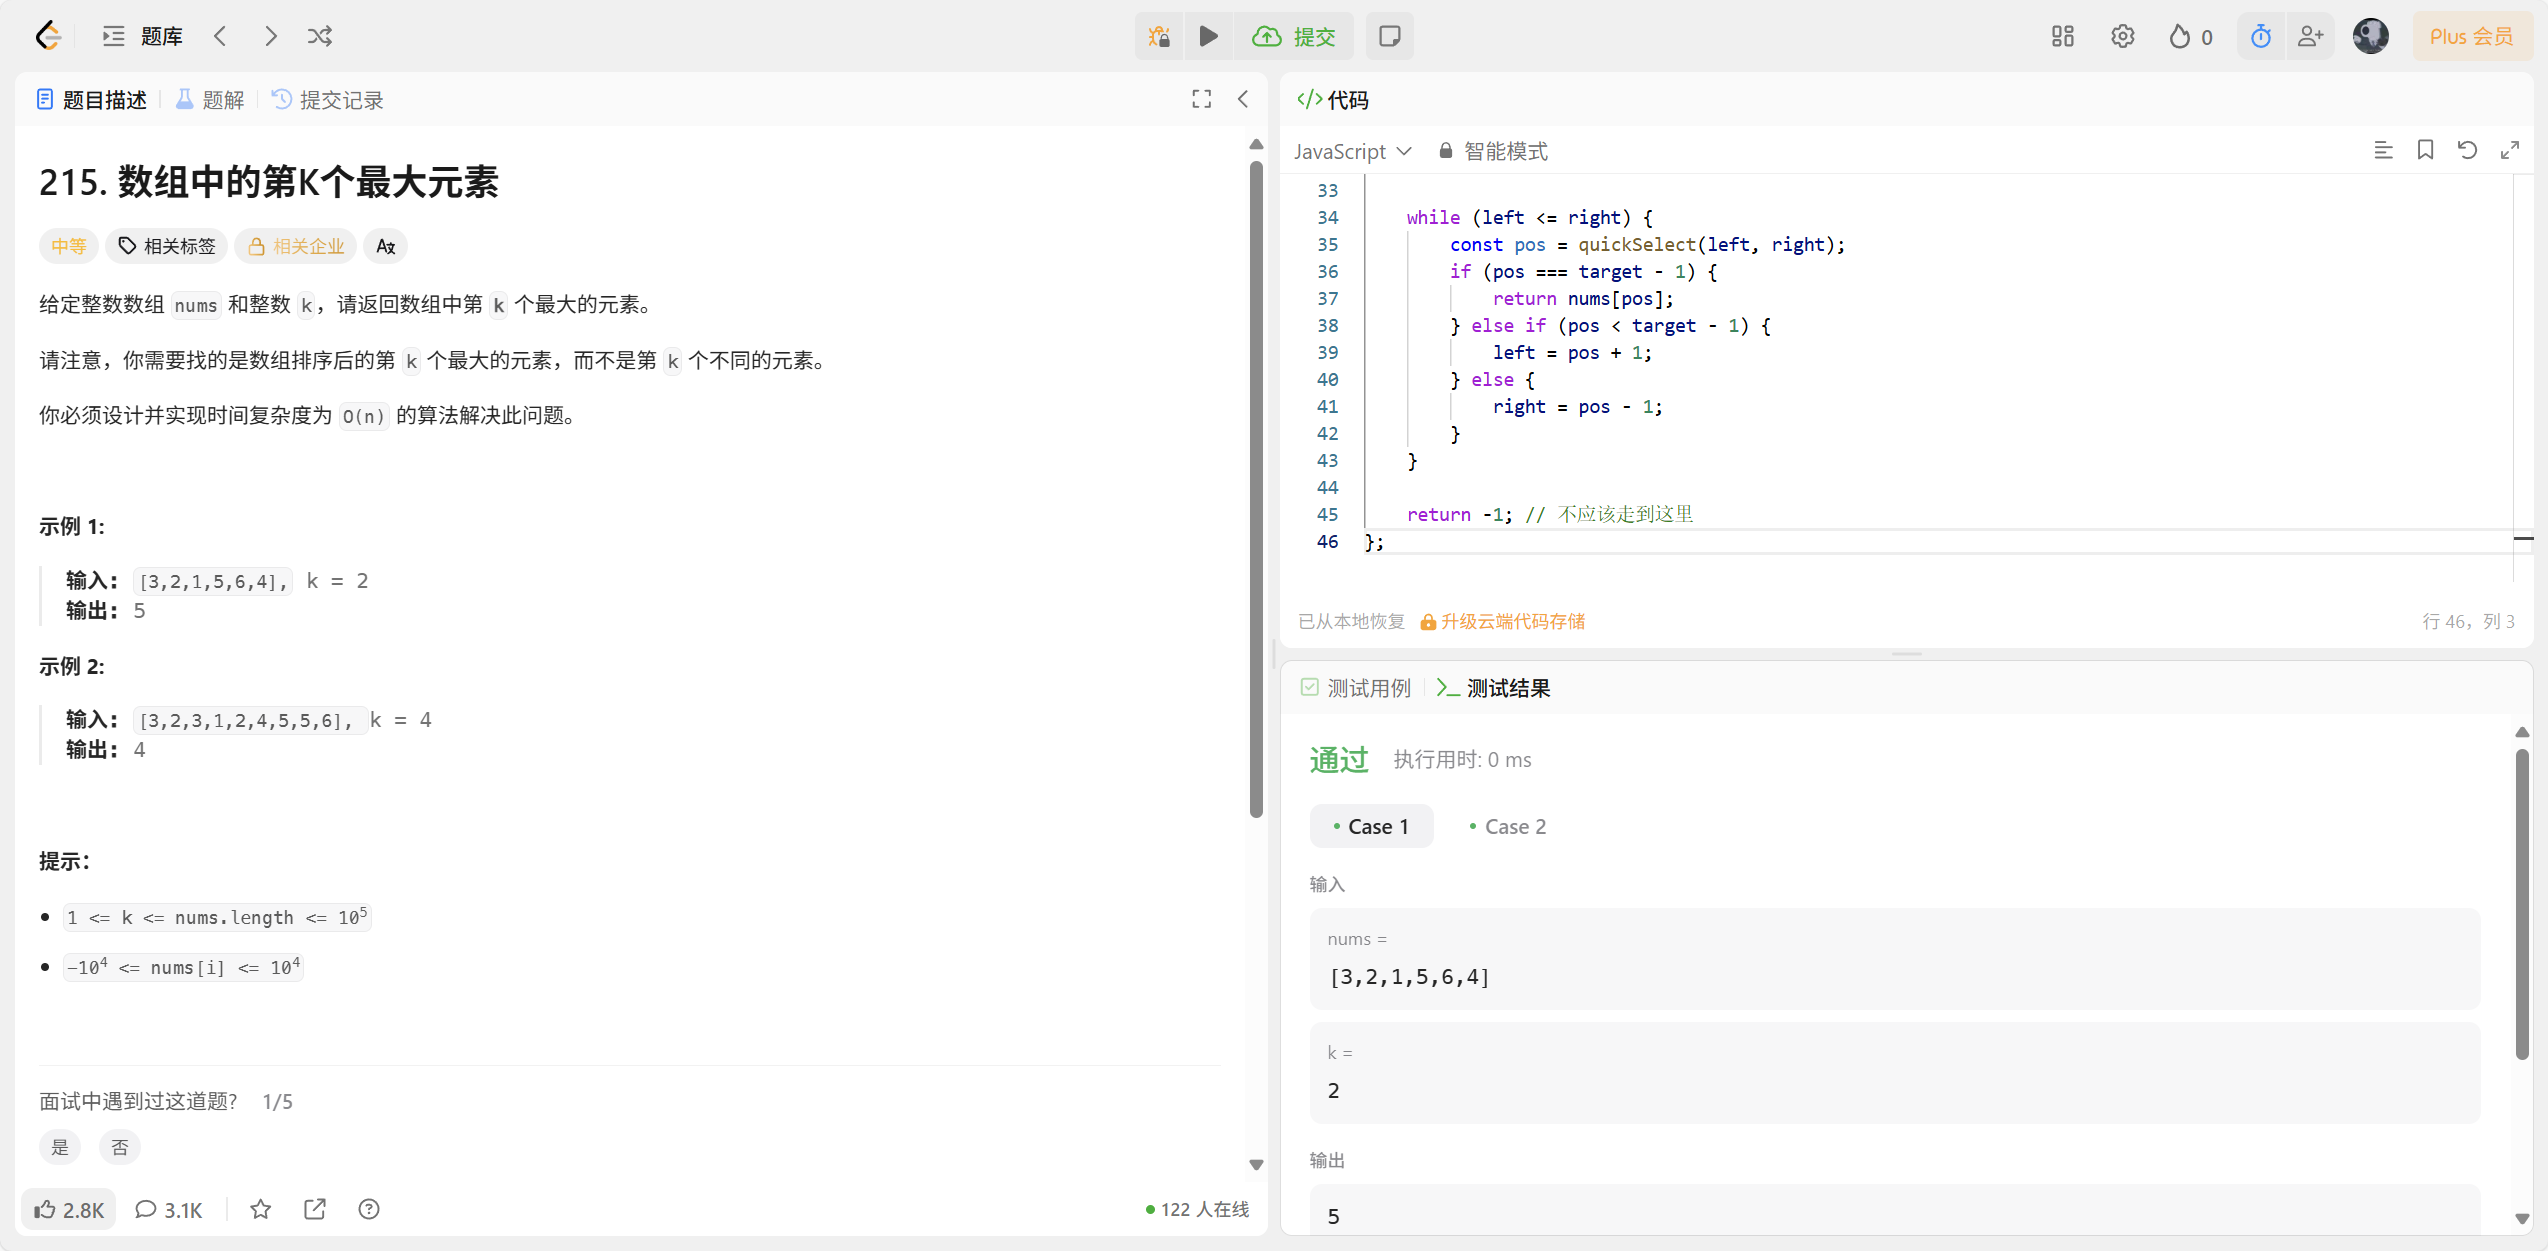 题库
提交
0
Plus 会员
题目描述
题解
提交记录
215. 数组中的第K个最大元素
中等
相关标签
相关企业
给定整数数组 nums 和整数 k，请返回数组中第 k 个最大的元素。
请注意，你需要找的是数组排序后的第 k 个最大的元素，而不是第 k 个不同的元素。
你必须设计并实现时间复杂度为 O(n) 的算法解决此问题。
示例 1:
输入: [3,2,1,5,6,4], k = 2
输出: 5
示例 2:
输入: [3,2,3,1,2,4,5,5,6], k = 4
输出: 4
提示：
1 <= k <= nums.length <= 10⁵
-10⁴ <= nums[i] <= 10⁴
面试中遇到过这道题? 1/5
是
否
2.8K
3.1K
122 人在线
</> 代码
JavaScript
智能模式
33
34 while (left <= right) {
35 const pos = quickSelect(left, right);
36 if (pos === target - 1) {
37 return nums[pos];
38 } else if (pos < target - 1) {
39 left = pos + 1;
40 } else {
41 right = pos - 1;
42 }
43 }
44
45 return -1; // 不应该走到这里
46 };
已从本地恢复
升级云端代码存储
行 46，列 3
测试用例
测试结果
通过
执行用时: 0 ms
Case 1
Case 2
输入
nums =
[3,2,1,5,6,4]
k =
2
输出
5